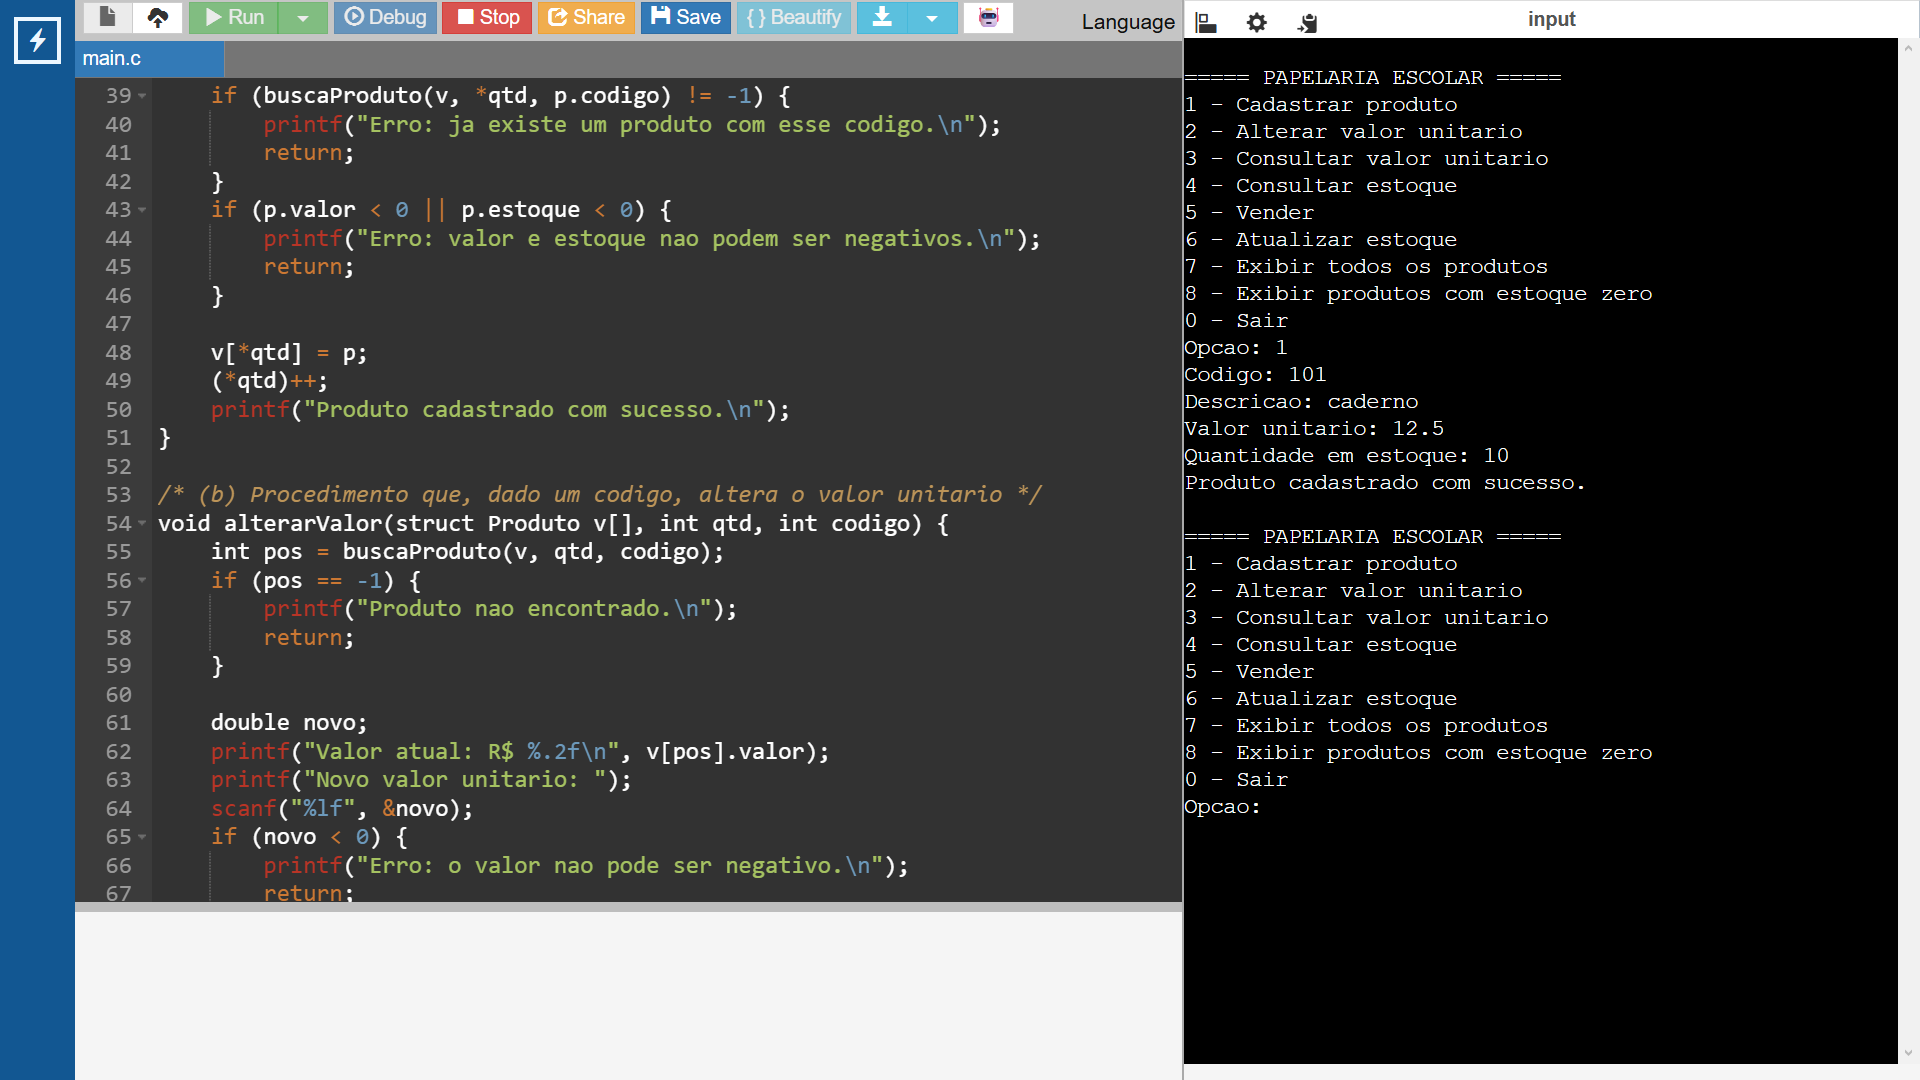 Run
Debug
Stop
Share
Save
{ } Beautify
Language
input
main.c
39 if (buscaProduto(v, *qtd, p.codigo) != -1) {
40 printf("Erro: ja existe um produto com esse codigo.\n");
41 return;
42 }
43 if (p.valor < 0 || p.estoque < 0) {
44 printf("Erro: valor e estoque nao podem ser negativos.\n");
45 return;
46 }
47
48 v[*qtd] = p;
49 (*qtd)++;
50 printf("Produto cadastrado com sucesso.\n");
51 }
52
53 /* (b) Procedimento que, dado um codigo, altera o valor unitario */
54 void alterarValor(struct Produto v[], int qtd, int codigo) {
55 int pos = buscaProduto(v, qtd, codigo);
56 if (pos == -1) {
57 printf("Produto nao encontrado.\n");
58 return;
59 }
60
61 double novo;
62 printf("Valor atual: R$ %.2f\n", v[pos].valor);
63 printf("Novo valor unitario: ");
64 scanf("%lf", &novo);
65 if (novo < 0) {
66 printf("Erro: o valor nao pode ser negativo.\n");
67 return;
===== PAPELARIA ESCOLAR =====
1 - Cadastrar produto
2 - Alterar valor unitario
3 - Consultar valor unitario
4 - Consultar estoque
5 - Vender
6 - Atualizar estoque
7 - Exibir todos os produtos
8 - Exibir produtos com estoque zero
0 - Sair
Opcao: 1
Codigo: 101
Descricao: caderno
Valor unitario: 12.5
Quantidade em estoque: 10
Produto cadastrado com sucesso.
===== PAPELARIA ESCOLAR =====
1 - Cadastrar produto
2 - Alterar valor unitario
3 - Consultar valor unitario
4 - Consultar estoque
5 - Vender
6 - Atualizar estoque
7 - Exibir todos os produtos
8 - Exibir produtos com estoque zero
0 - Sair
Opcao: